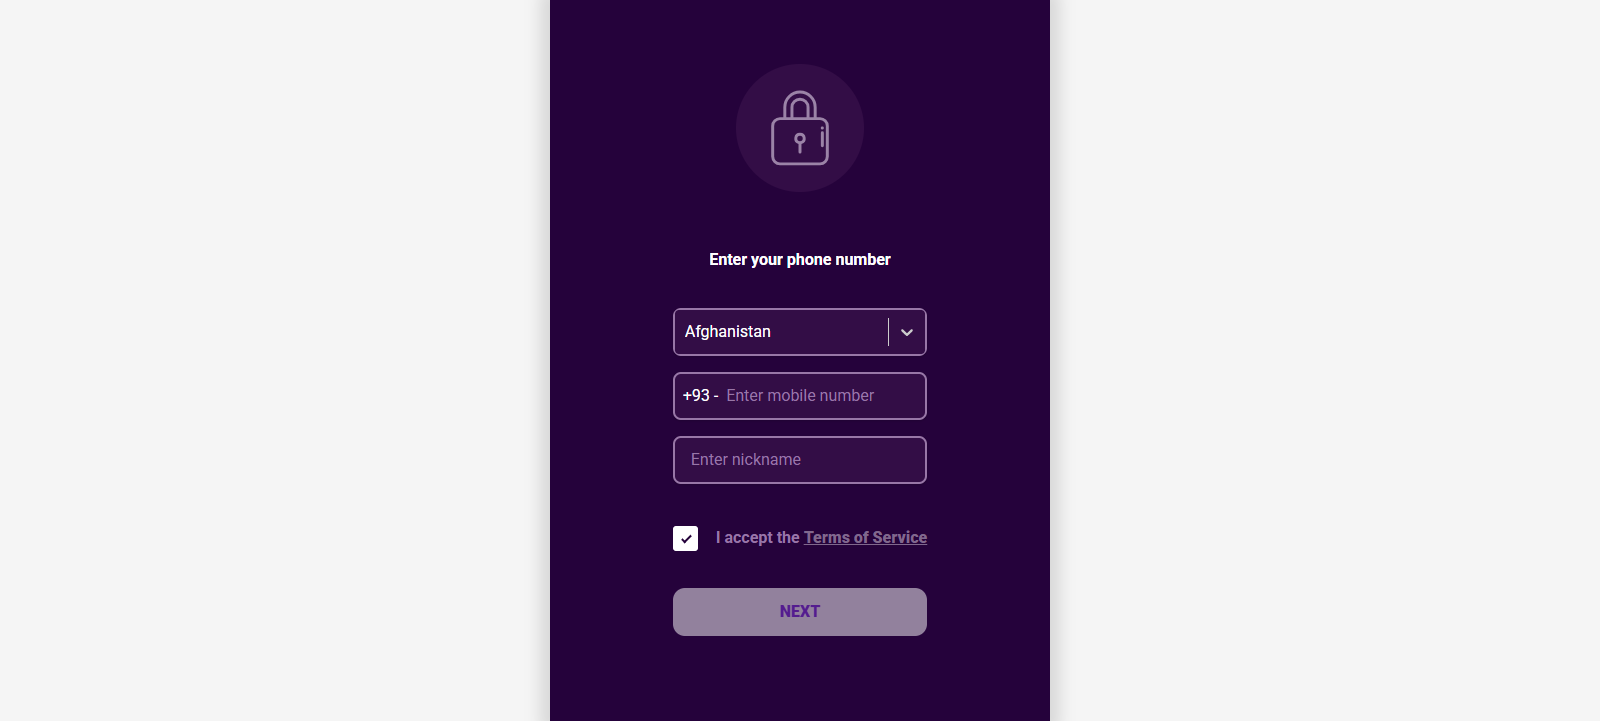 Enter your phone number
Afghanistan
+93 - Enter mobile number
Enter nickname
I accept the Terms of Service
NEXT